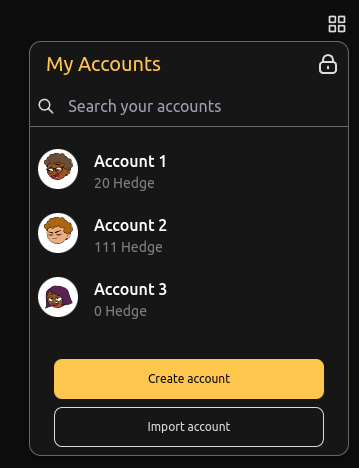 My Accounts
Search your accounts
Account 1
20 Hedge
Account 2
111 Hedge
Account 3
0 Hedge
Create account
Import account